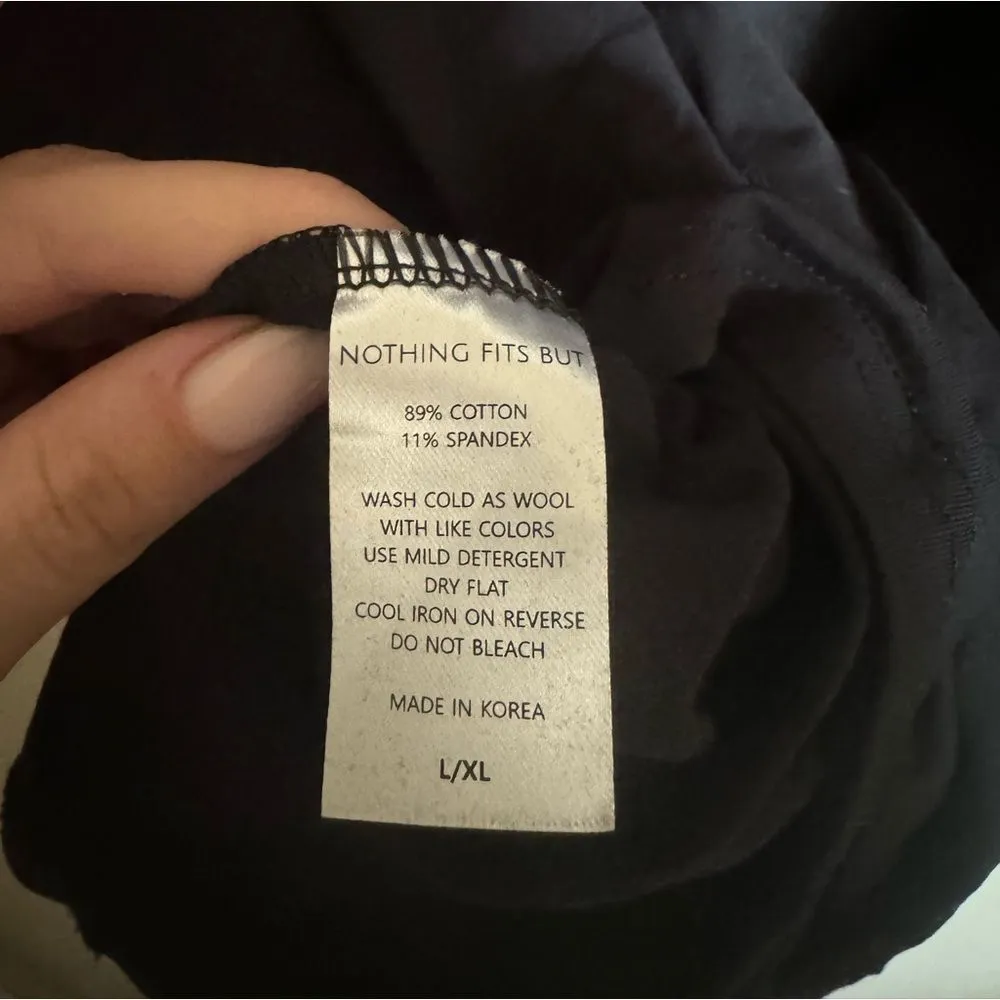 NOTHING FITS BUT
89% COTTON
11% SPANDEX
WASH COLD AS WOOL
WITH LIKE COLORS
USE MILD DETERGENT
DRY FLAT
COOL IRON ON REVERSE
DO NOT BLEACH
MADE IN KOREA
L/XL